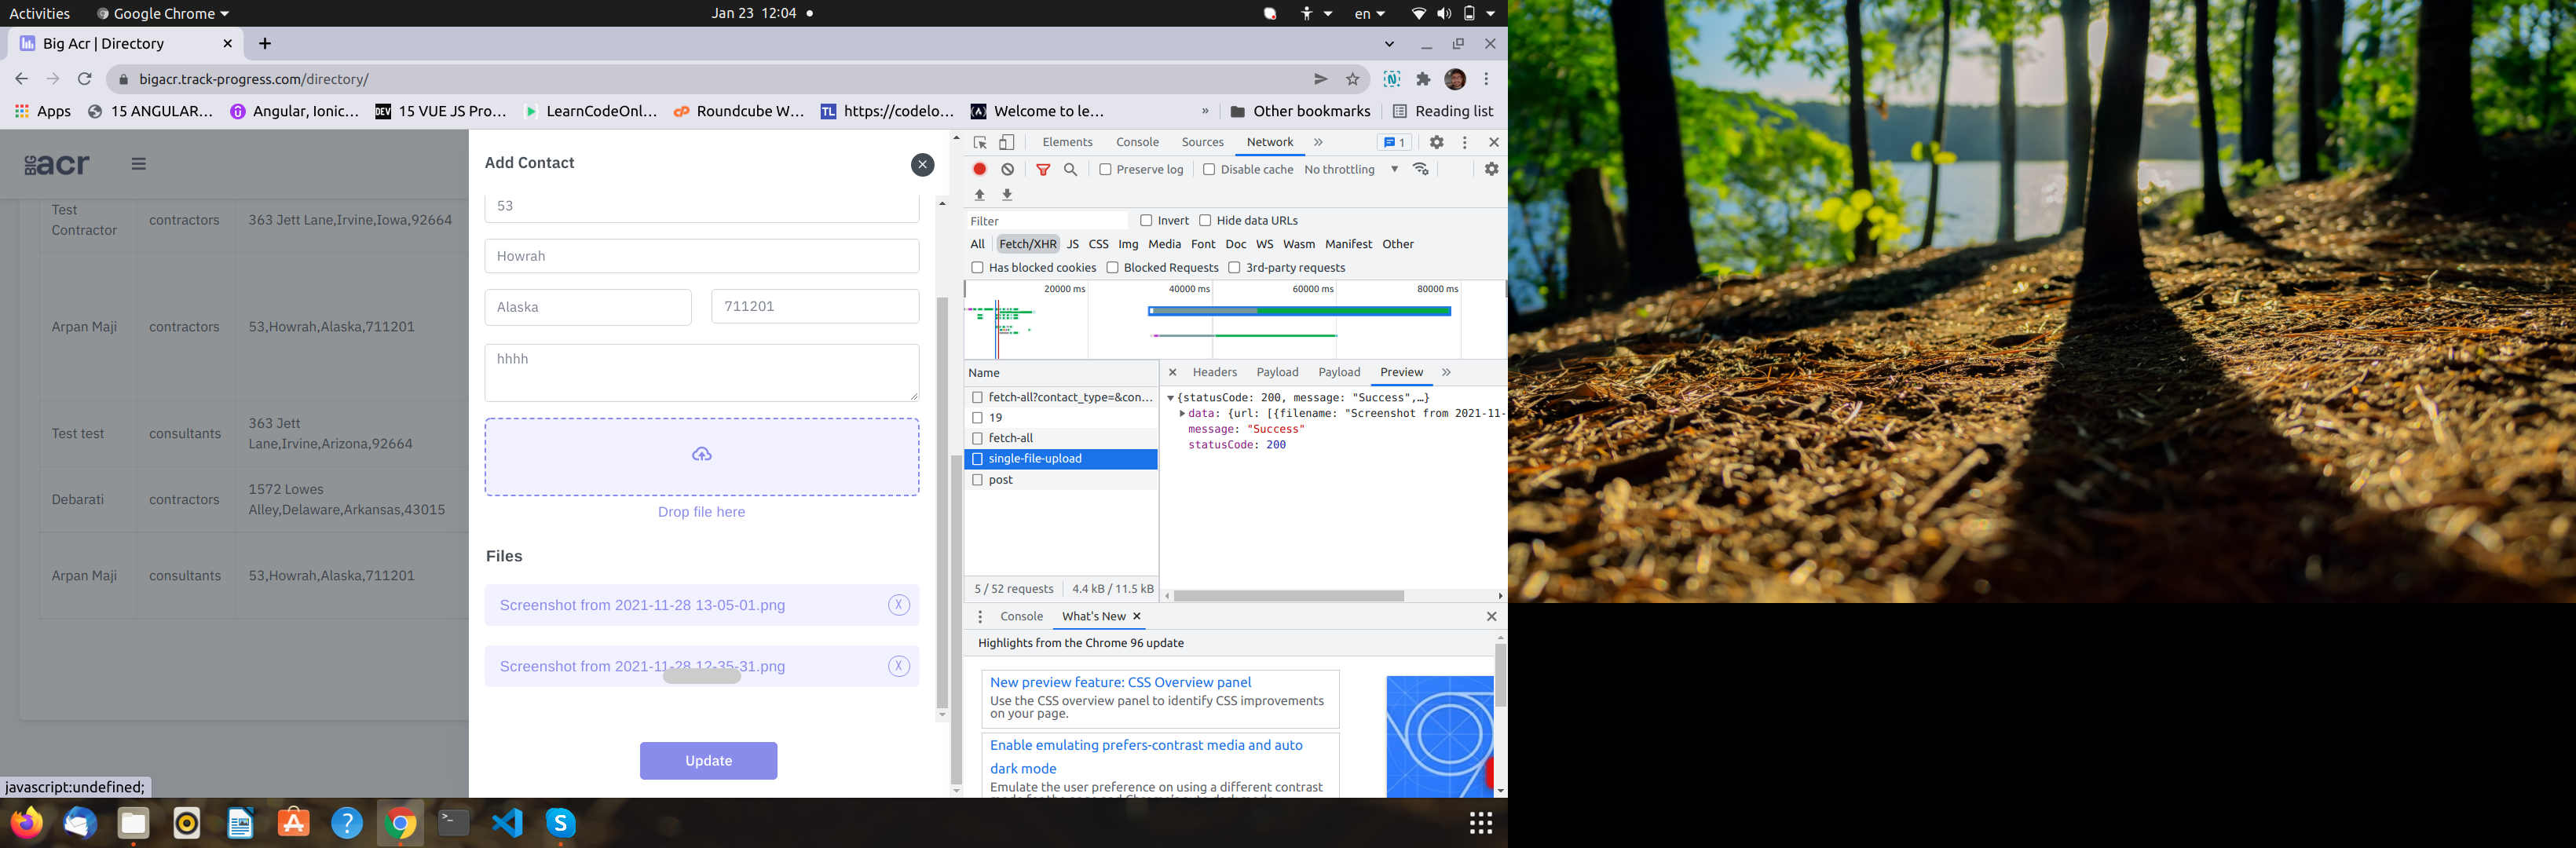 Activities
Google Chrome
Jan 23 12:04
en
Big Acr | Directory
bigacr.track-progress.com/directory/
Apps
15 ANGULAR...
Angular, Ionic...
DEV
15 VUE JS Pro...
LearnCodeOnl...
Roundcube W...
TL
https://codelo...
Welcome to le...
»
Other bookmarks
Reading list
BIG acr
Test Contractor
contractors
363 Jett Lane,Irvine,Iowa,92664
Arpan Maji
contractors
53,Howrah,Alaska,711201
Test test
consultants
363 Jett
Lane,Irvine,Arizona,92664
Debarati
contractors
1572 Lowes
Alley,Delaware,Arkansas,43015
Arpan Maji
consultants
53,Howrah,Alaska,711201
javascript:undefined;
Add Contact
53
Howrah
Alaska
711201
hhhh
Drop file here
Files
Screenshot from 2021-11-28 13-05-01.png
X
Screenshot from 2021-11-28 12-35-31.png
X
Update
Elements
Console
Sources
Network
»
1
Preserve log
Disable cache
No throttling
Filter
Invert
Hide data URLs
All
Fetch/XHR
JS
CSS
Img
Media
Font
Doc
WS
Wasm
Manifest
Other
Has blocked cookies
Blocked Requests
3rd-party requests
20000 ms
40000 ms
60000 ms
80000 ms
Name
fetch-all?contact_type=&con...
19
fetch-all
single-file-upload
post
5 / 52 requests
4.4 kB / 11.5 kB
Headers
Payload
Payload
Preview
»
{statusCode: 200, message: "Success",…}
data: {url: [{filename: "Screenshot from 2021-11-
message: "Success"
statusCode: 200
Console
What's New
Highlights from the Chrome 96 update
New preview feature: CSS Overview panel
Use the CSS overview panel to identify CSS improvements
on your page.
Enable emulating prefers-contrast media and auto
dark mode
Emulate the user preference on using a different contrast